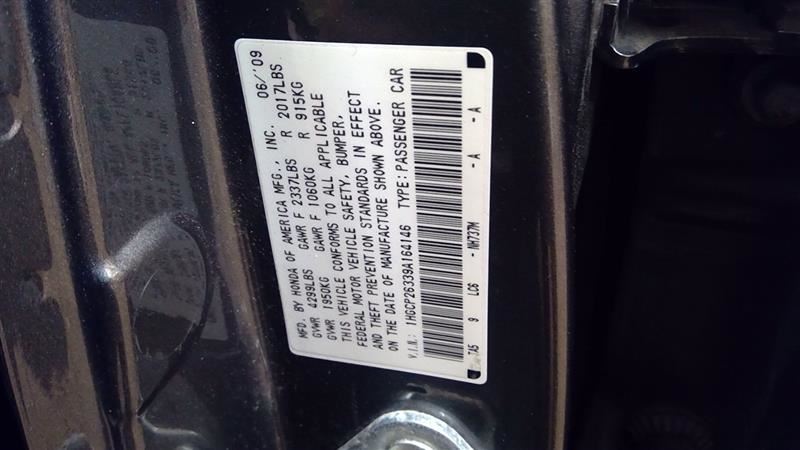 MFD. BY HONDA OF AMERICA MFG., INC. 06/'09
GVWR 4299LBS GAWR F 2337LBS R 2017LBS
GVWR 1950KG GAWR F 1060KG R 915KG
THIS VEHICLE CONFORMS TO ALL APPLICABLE
FEDERAL MOTOR VEHICLE SAFETY, BUMPER,
AND THEFT PREVENTION STANDARDS IN EFFECT
ON THE DATE OF MANUFACTURE SHOWN ABOVE.
V.I.N.: 1HGCP26339A164146 TYPE: PASSENGER CAR
TA5 9 LC6 -NH737M -A -A